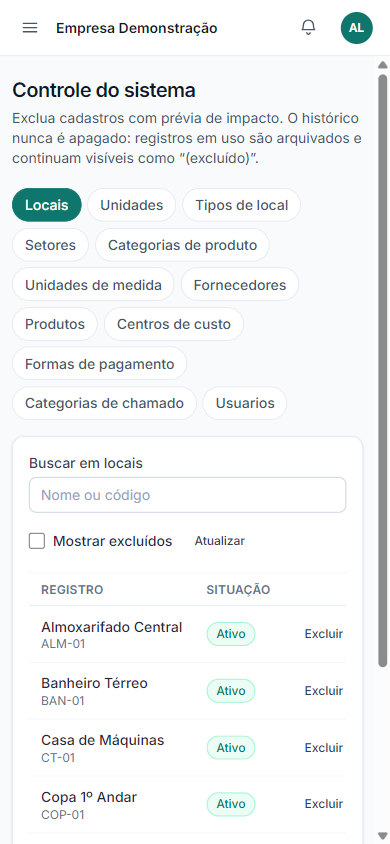 Empresa Demonstração
AL
Controle do sistema
Exclua cadastros com prévia de impacto. O histórico
nunca é apagado: registros em uso são arquivados e
continuam visíveis como “(excluído)”.
Locais
Unidades
Tipos de local
Setores
Categorias de produto
Unidades de medida
Fornecedores
Produtos
Centros de custo
Formas de pagamento
Categorias de chamado
Usuarios
Buscar em locais
Nome ou código
Mostrar excluídos
Atualizar
REGISTRO
SITUAÇÃO
Almoxarifado Central
ALM-01
Ativo
Excluir
Banheiro Térreo
BAN-01
Ativo
Excluir
Casa de Máquinas
CT-01
Ativo
Excluir
Copa 1º Andar
COP-01
Ativo
Excluir